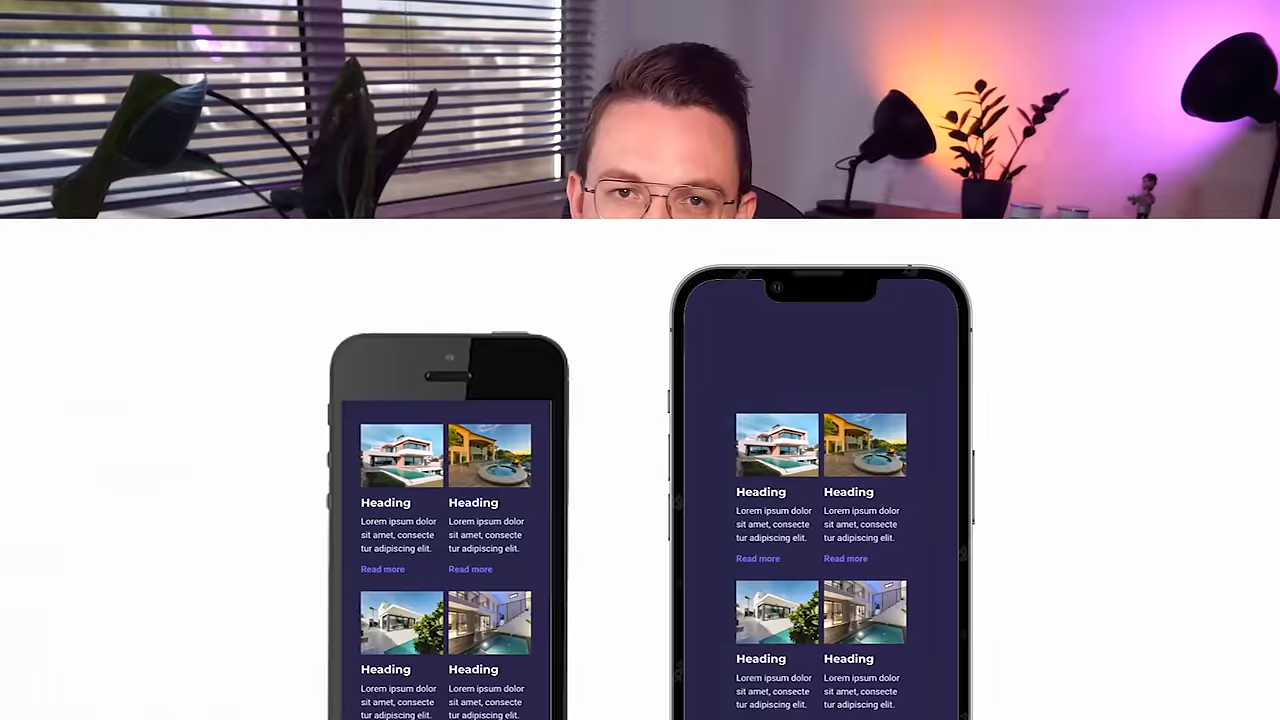 Heading
Lorem ipsum dolor
sit amet, consecte
tur adipiscing elit.
Read more
Heading
Lorem ipsum dolor
sit amet, consecte
tur adipiscing elit.
Read more
Heading
Lorem ipsum dolor
sit amet, consecte
tur adipiscing elit.
Heading
Lorem ipsum dolor
sit amet, consecte
tur adipiscing elit.
Heading
Lorem ipsum dolor
sit amet, consecte
tur adipiscing elit.
Read more
Heading
Lorem ipsum dolor
sit amet, consecte
tur adipiscing elit.
Read more
Heading
Lorem ipsum dolor
sit amet, consecte
tur adipiscing elit.
Heading
Lorem ipsum dolor
sit amet, consecte
tur adipiscing elit.